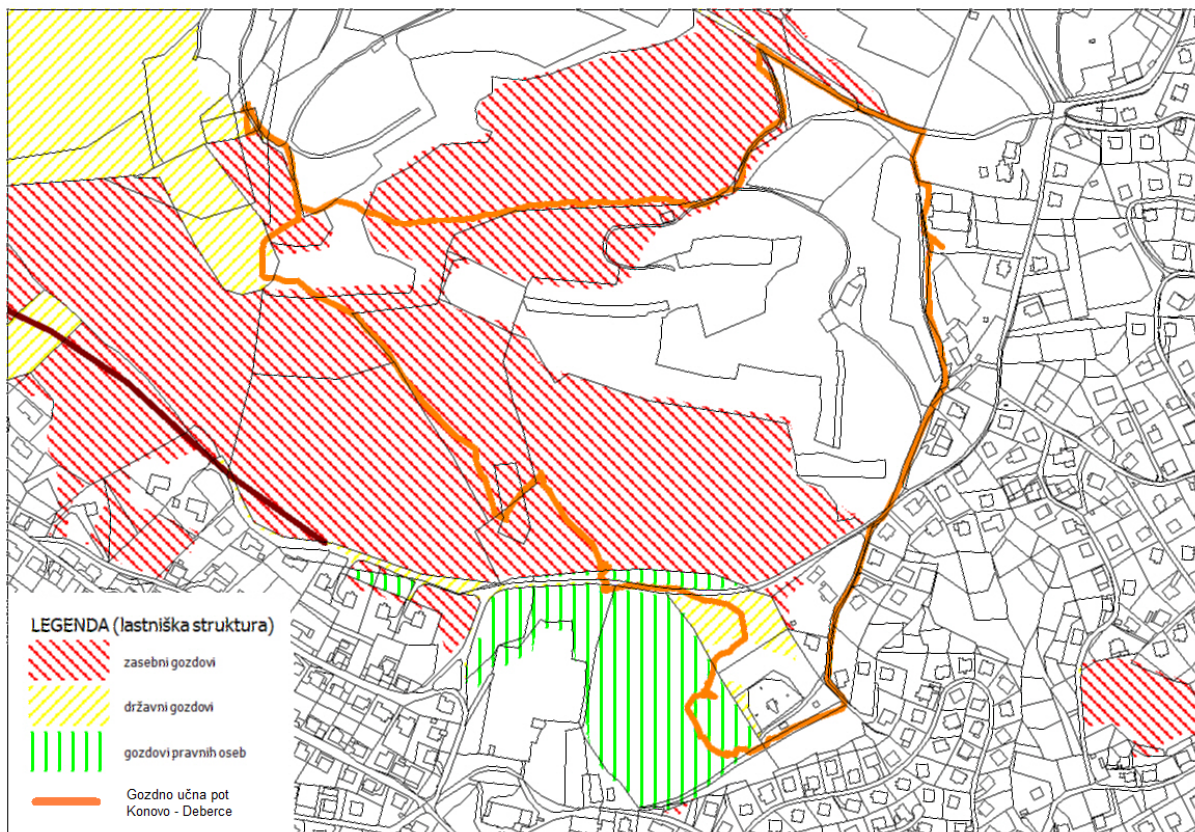 LEGENDA (lastniška struktura)
zasebni gozdovi
državni gozdovi
gozdovi pravnih oseb
Gozdno učna pot
Konovo - Deberce